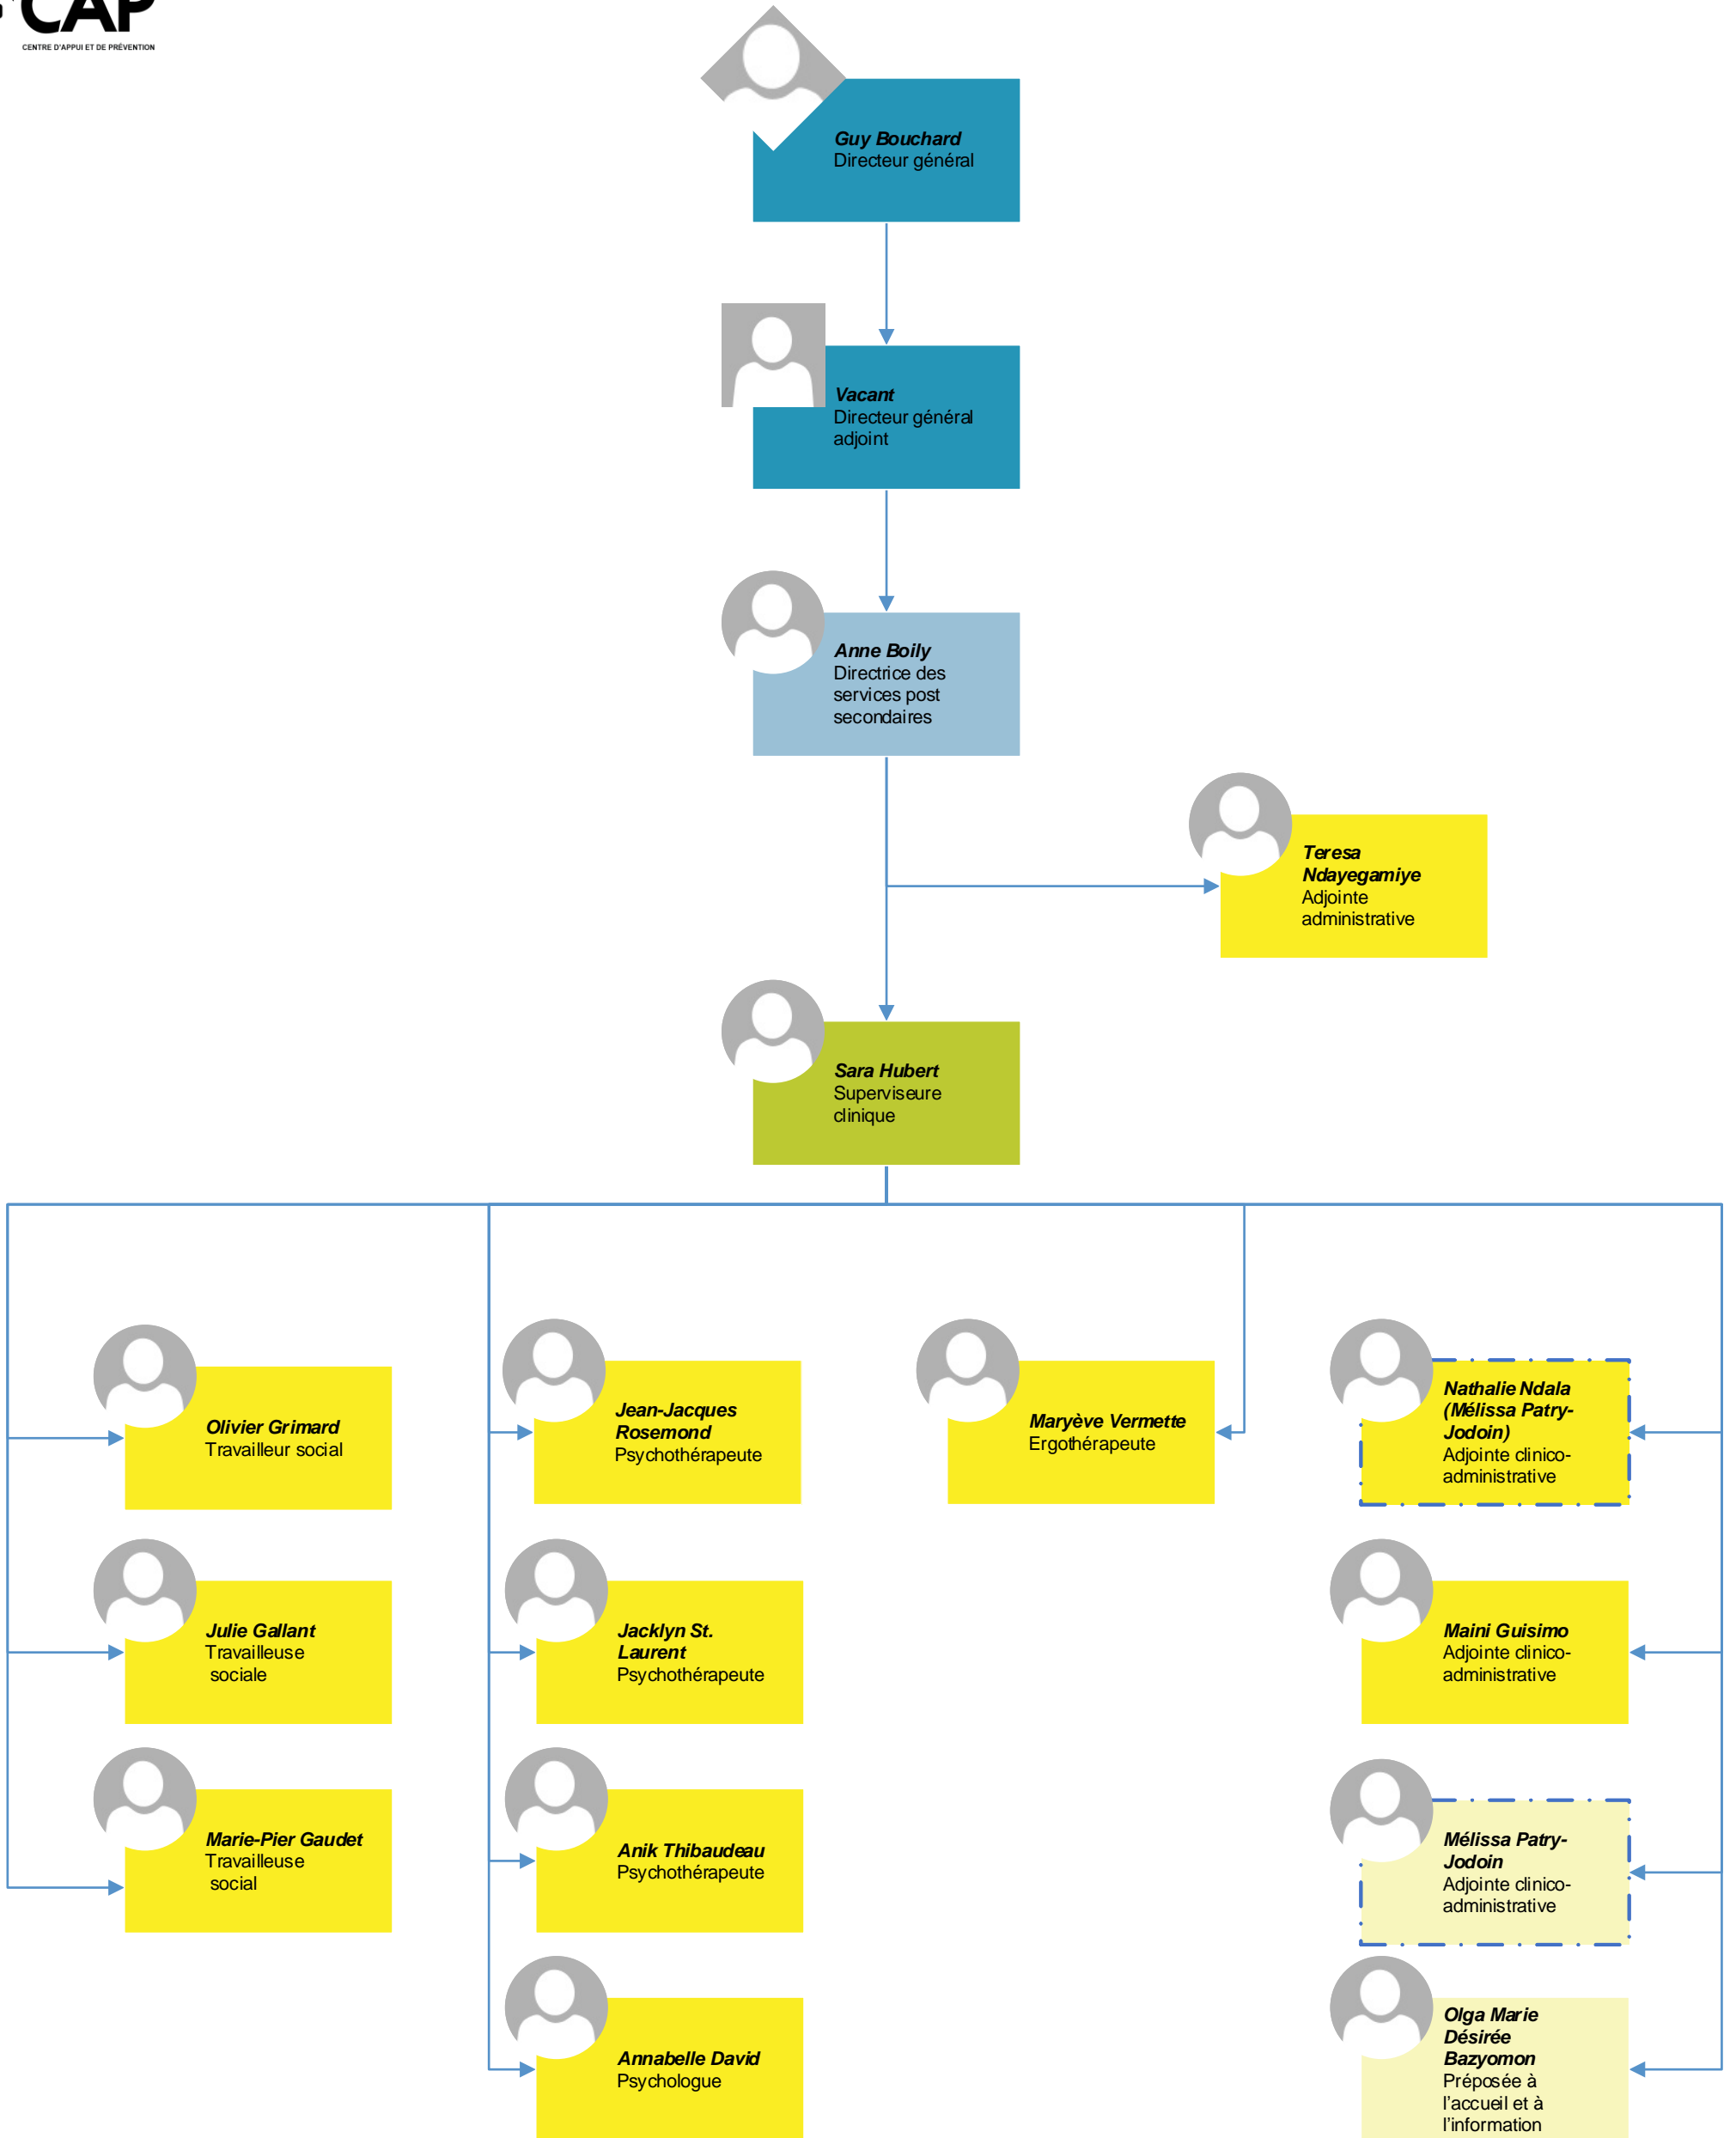 CAP
CENTRE D'APPUI ET DE PRÉVENTION
Guy Bouchard
Directeur général
Vacant
Directeur général
adjoint
Anne Boily
Directrice des
services post
secondaires
Teresa
Ndayegamiye
Adjointe
administrative
Sara Hubert
Superviseure
clinique
Olivier Grimard
Travailleur social
Jean-Jacques
Rosemond
Psychothérapeute
Maryève Vermette
Ergothérapeute
Nathalie Ndala
(Mélissa Patry-
Jodoin)
Adjointe clinico-
administrative
Julie Gallant
Travailleuse
sociale
Jacklyn St.
Laurent
Psychothérapeute
Maini Guisimo
Adjointe clinico-
administrative
Marie-Pier Gaudet
Travailleuse
social
Anik Thibaudeau
Psychothérapeute
Mélissa Patry-
Jodoin
Adjointe clinico-
administrative
Annabelle David
Psychologue
Olga Marie
Désirée
Bazyomon
Préposée à
l'accueil et à
l'information